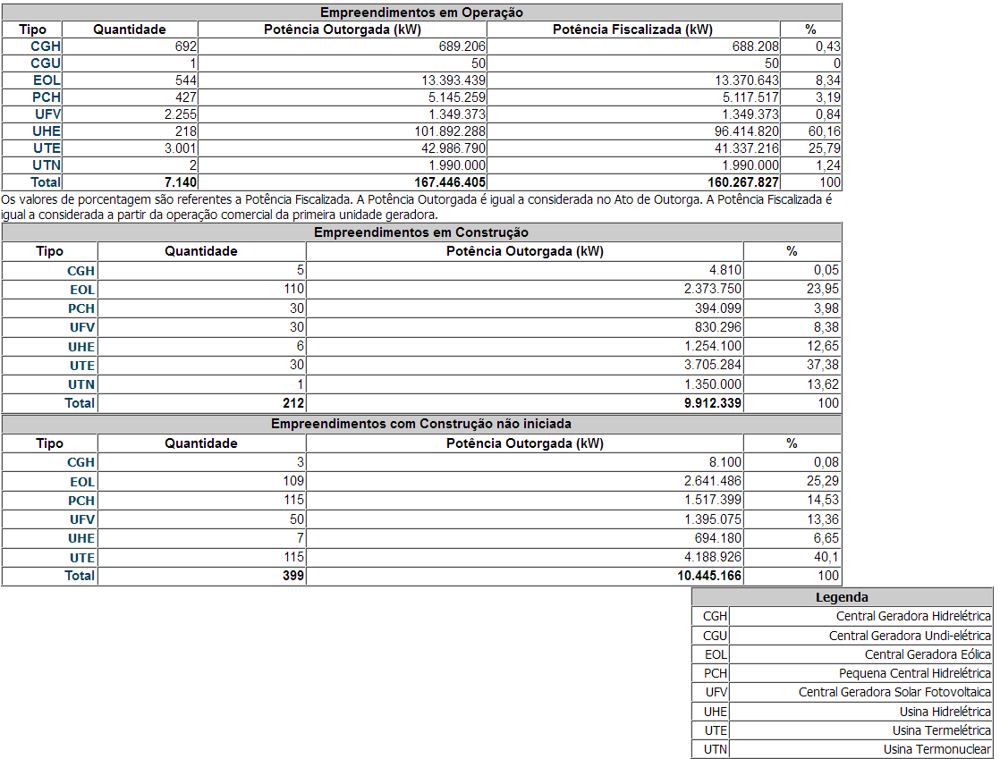 Empreendimentos em Operação
Tipo Quantidade Potência Outorgada (kW) Potência Fiscalizada (kW) %
CGH 692 689.206 688.208 0,43
CGU 1 50 50 0
EOL 544 13.393.439 13.370.643 8,34
PCH 427 5.145.259 5.117.517 3,19
UFV 2.255 1.349.373 1.349.373 0,84
UHE 218 101.892.288 96.414.820 60,16
UTE 3.001 42.986.790 41.337.216 25,79
UTN 2 1.990.000 1.990.000 1,24
Total 7.140 167.446.405 160.267.827 100
Os valores de porcentagem são referentes a Potência Fiscalizada. A Potência Outorgada é igual a considerada no Ato de Outorga. A Potência Fiscalizada é
igual a considerada a partir da operação comercial da primeira unidade geradora.
Empreendimentos em Construção
Tipo Quantidade Potência Outorgada (kW) %
CGH 5 4.810 0,05
EOL 110 2.373.750 23,95
PCH 30 394.099 3,98
UFV 30 830.296 8,38
UHE 6 1.254.100 12,65
UTE 30 3.705.284 37,38
UTN 1 1.350.000 13,62
Total 212 9.912.339 100
Empreendimentos com Construção não iniciada
Tipo Quantidade Potência Outorgada (kW) %
CGH 3 8.100 0,08
EOL 109 2.641.486 25,29
PCH 115 1.517.399 14,53
UFV 50 1.395.075 13,36
UHE 7 694.180 6,65
UTE 115 4.188.926 40,1
Total 399 10.445.166 100
Legenda
CGH Central Geradora Hidrelétrica
CGU Central Geradora Undi-elétrica
EOL Central Geradora Eólica
PCH Pequena Central Hidrelétrica
UFV Central Geradora Solar Fotovoltaica
UHE Usina Hidrelétrica
UTE Usina Termelétrica
UTN Usina Termonuclear